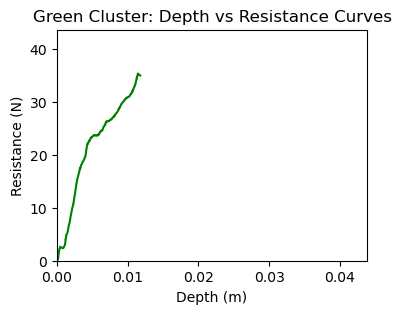 Green Cluster: Depth vs Resistance Curves
40
30
20
10
0
Resistance (N)
0.00 0.01 0.02 0.03 0.04
Depth (m)